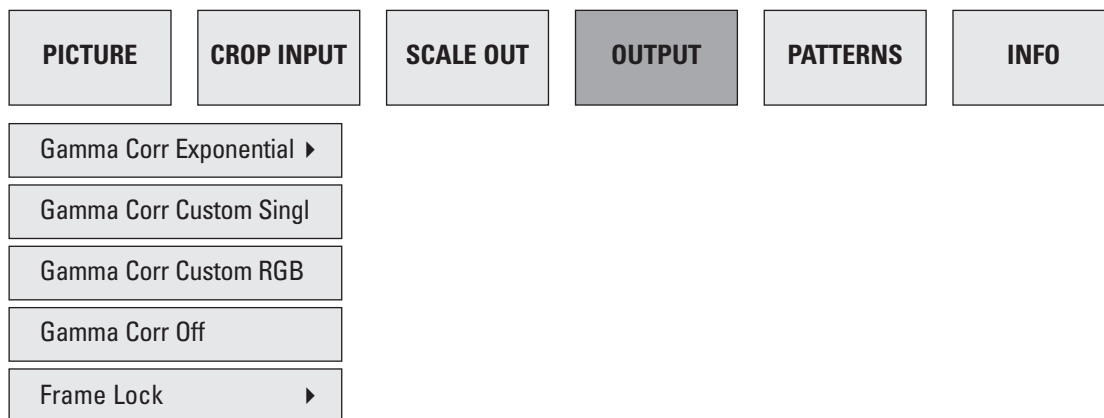 PICTURE CROP INPUT SCALE OUT OUTPUT PATTERNS INFO
Gamma Corr Exponential ▸
Gamma Corr Custom Singl
Gamma Corr Custom RGB
Gamma Corr Off
Frame Lock ▸